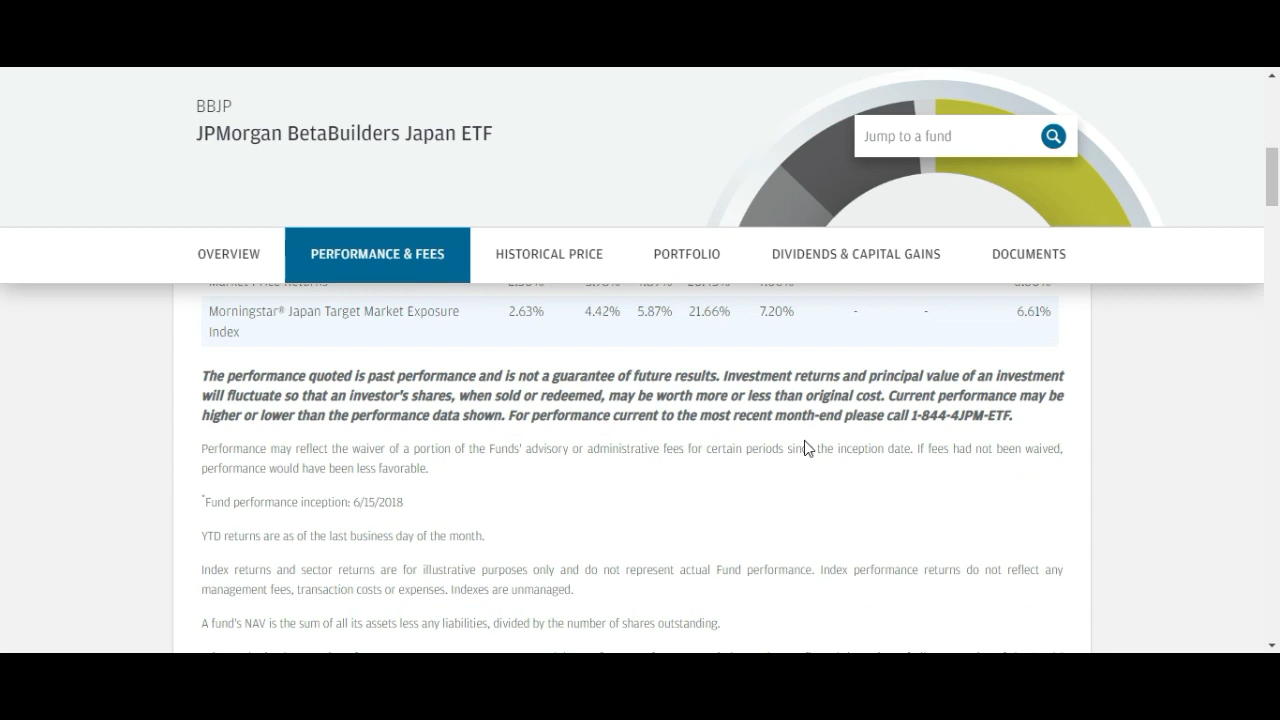 BBJP
JPMorgan BetaBuilders Japan ETF
Jump to a fund
OVERVIEW PERFORMANCE & FEES HISTORICAL PRICE PORTFOLIO DIVIDENDS & CAPITAL GAINS DOCUMENTS
Morningstar® Japan Target Market Exposure 2.63% 4.42% 5.87% 21.66% 7.20% - - 6.61%
Index
The performance quoted is past performance and is not a guarantee of future results. Investment returns and principal value of an investment
will fluctuate so that an investor's shares, when sold or redeemed, may be worth more or less than original cost. Current performance may be
higher or lower than the performance data shown. For performance current to the most recent month-end please call 1-844-4JPM-ETF.
Performance may reflect the waiver of a portion of the Funds' advisory or administrative fees for certain periods since the inception date. If fees had not been waived,
performance would have been less favorable.
*Fund performance inception: 6/15/2018
YTD returns are as of the last business day of the month.
Index returns and sector returns are for illustrative purposes only and do not represent actual Fund performance. Index performance returns do not reflect any
management fees, transaction costs or expenses. Indexes are unmanaged.
A fund's NAV is the sum of all its assets less any liabilities, divided by the number of shares outstanding.